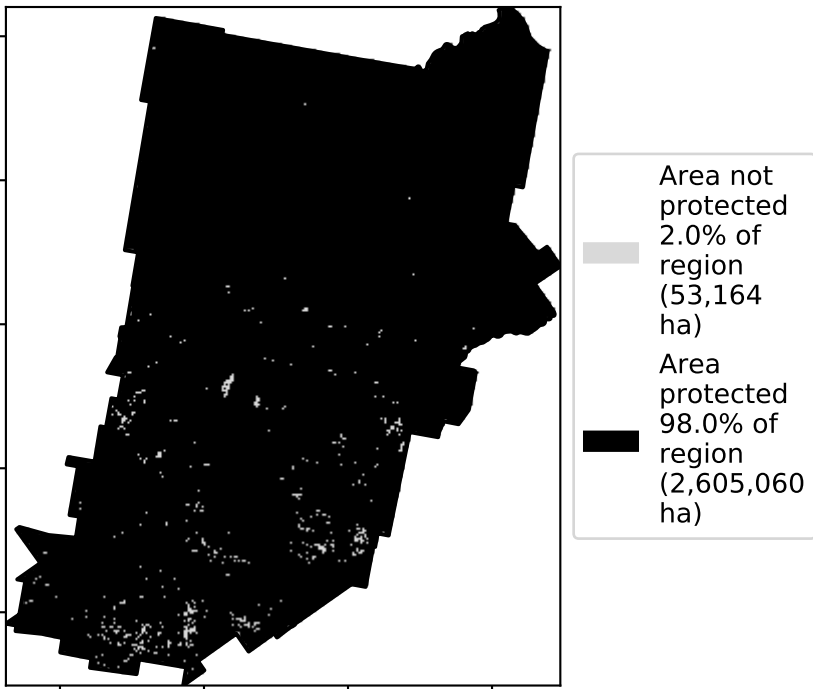 Area not
protected
2.0% of
region
(53,164
ha)
Area
protected
98.0% of
region
(2,605,060
ha)